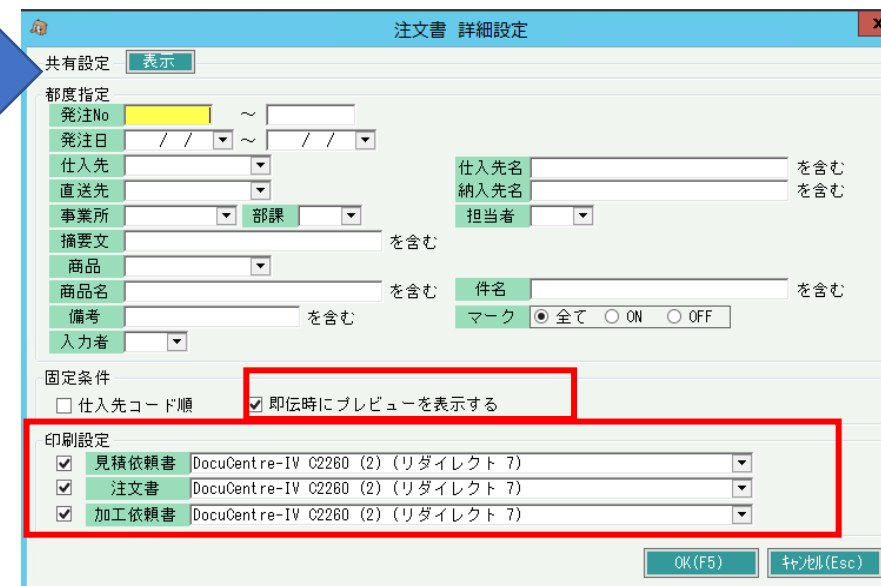 注文書 詳細設定
x
共有設定 表示
都度指定
発注No ～
発注日 / / ～ / /
仕入先 仕入先名 を含む
直送先 納入先名 を含む
事業所 部課 担当者
摘要文 を含む
商品
商品名 を含む 件名 を含む
備考 を含む マーク 全て ON OFF
入力者
固定条件
仕入先コード順 即伝時にプレビューを表示する
印刷設定
見積依頼書 DocuCentre-IV C2260 (2) (リダイレクト 7)
注文書 DocuCentre-IV C2260 (2) (リダイレクト 7)
加工依頼書 DocuCentre-IV C2260 (2) (リダイレクト 7)
OK(F5) ｷｬﾝｾﾙ(Esc)